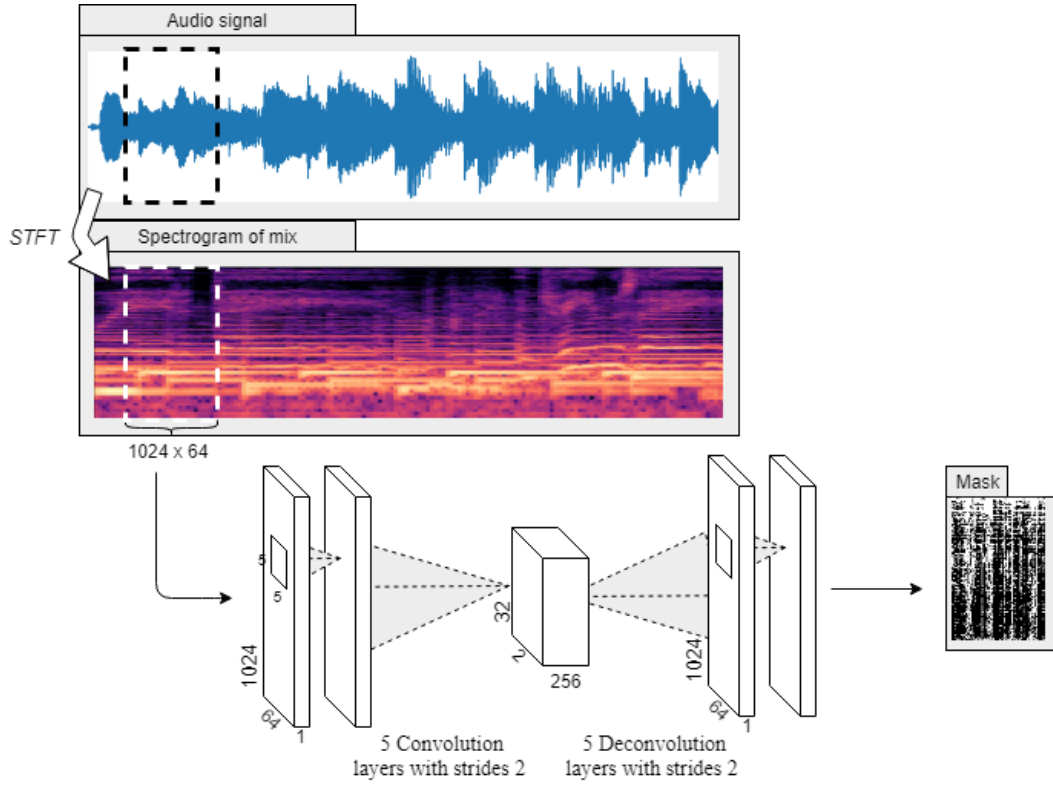 Audio signal
STFT
Spectrogram of mix
1024 x 64
5
5
1024
64
1
32
2
256
1024
64
1
Mask
5 Convolution
layers with strides 2
5 Deconvolution
layers with strides 2